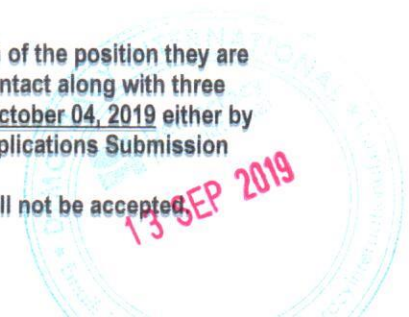 of the position they are
ntact along with three
ctober 04, 2019 either by
plications Submission
ll not be accepted.
13 SEP 2019